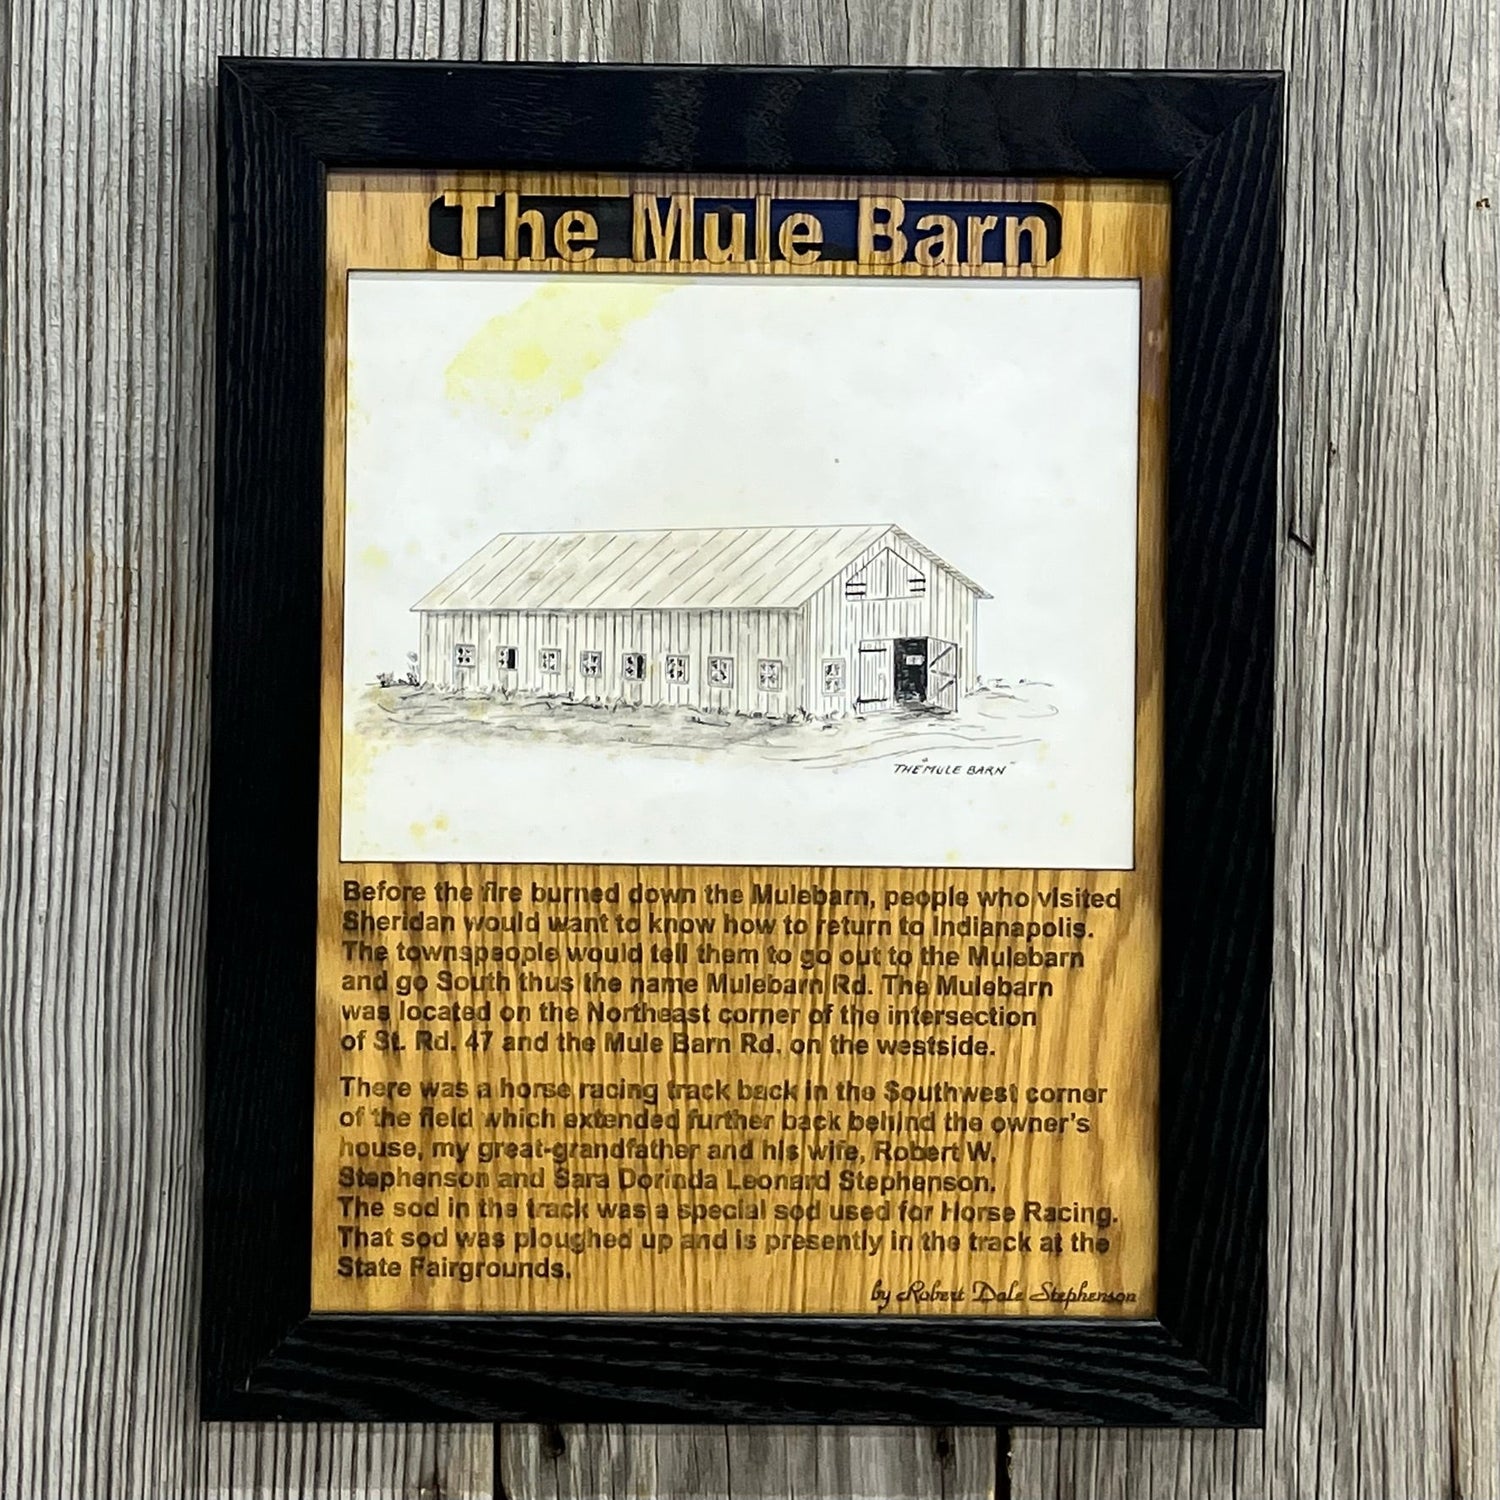 The Mule Barn
THE "MULE BARN"
Before the fire burned down the Mulebarn, people who visited
Sheridan would want to know how to return to Indianapolis.
The townspeople would tell them to go out to the Mulebarn
and go South thus the name Mulebarn Rd. The Mulebarn
was located on the Northeast corner of the intersection
of St. Rd. 47 and the Mule Barn Rd. on the westside.
There was a horse racing track back in the Southwest corner
of the field which extended further back behind the owner's
house, my great-grandfather and his wife, Robert W.
Stephenson and Sara Dorinda Leonard Stephenson.
The sod in the track was a special sod used for Horse Racing.
That sod was ploughed up and is presently in the track at the
State Fairgrounds.
by Robert Dale Stephenson